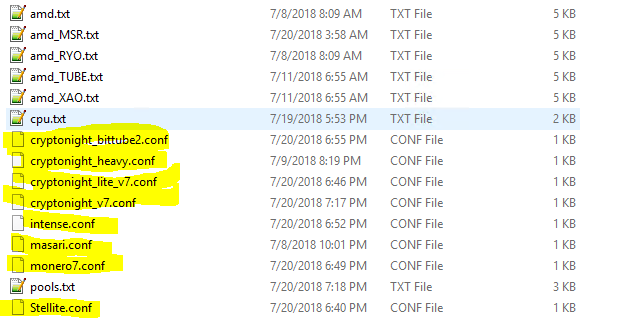 amd.txt 7/8/2018 8:09 AM TXT File 5 KB
amd_MSR.txt 7/20/2018 3:58 AM TXT File 5 KB
amd_RYO.txt 7/8/2018 8:09 AM TXT File 5 KB
amd_TUBE.txt 7/11/2018 6:55 AM TXT File 5 KB
amd_XAO.txt 7/11/2018 6:55 AM TXT File 5 KB
cpu.txt 7/19/2018 5:53 PM TXT File 2 KB
cryptonight_bittube2.conf 7/20/2018 6:55 PM CONF File 1 KB
cryptonight_heavy.conf 7/9/2018 8:19 PM CONF File 1 KB
cryptonight_lite_v7.conf 7/20/2018 6:46 PM CONF File 1 KB
cryptonight_v7.conf 7/20/2018 7:17 PM CONF File 1 KB
intense.conf 7/20/2018 6:52 PM CONF File 1 KB
masari.conf 7/8/2018 10:01 PM CONF File 1 KB
monero7.conf 7/20/2018 6:49 PM CONF File 1 KB
pools.txt 7/20/2018 7:18 PM TXT File 3 KB
Stellite.conf 7/20/2018 6:40 PM CONF File 1 KB